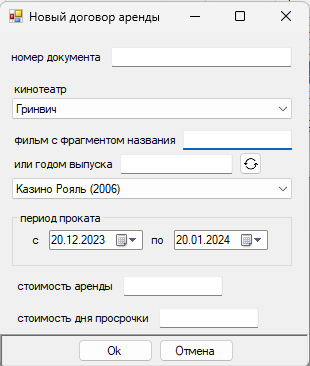 Новый договор аренды
номер документа
кинотеатр
Гринвич
фильм с фрагментом названия
или годом выпуска
Казино Рояль (2006)
период проката
с 20.12.2023 по 20.01.2024
стоимость аренды
стоимость дня просрочки
Ok Отмена